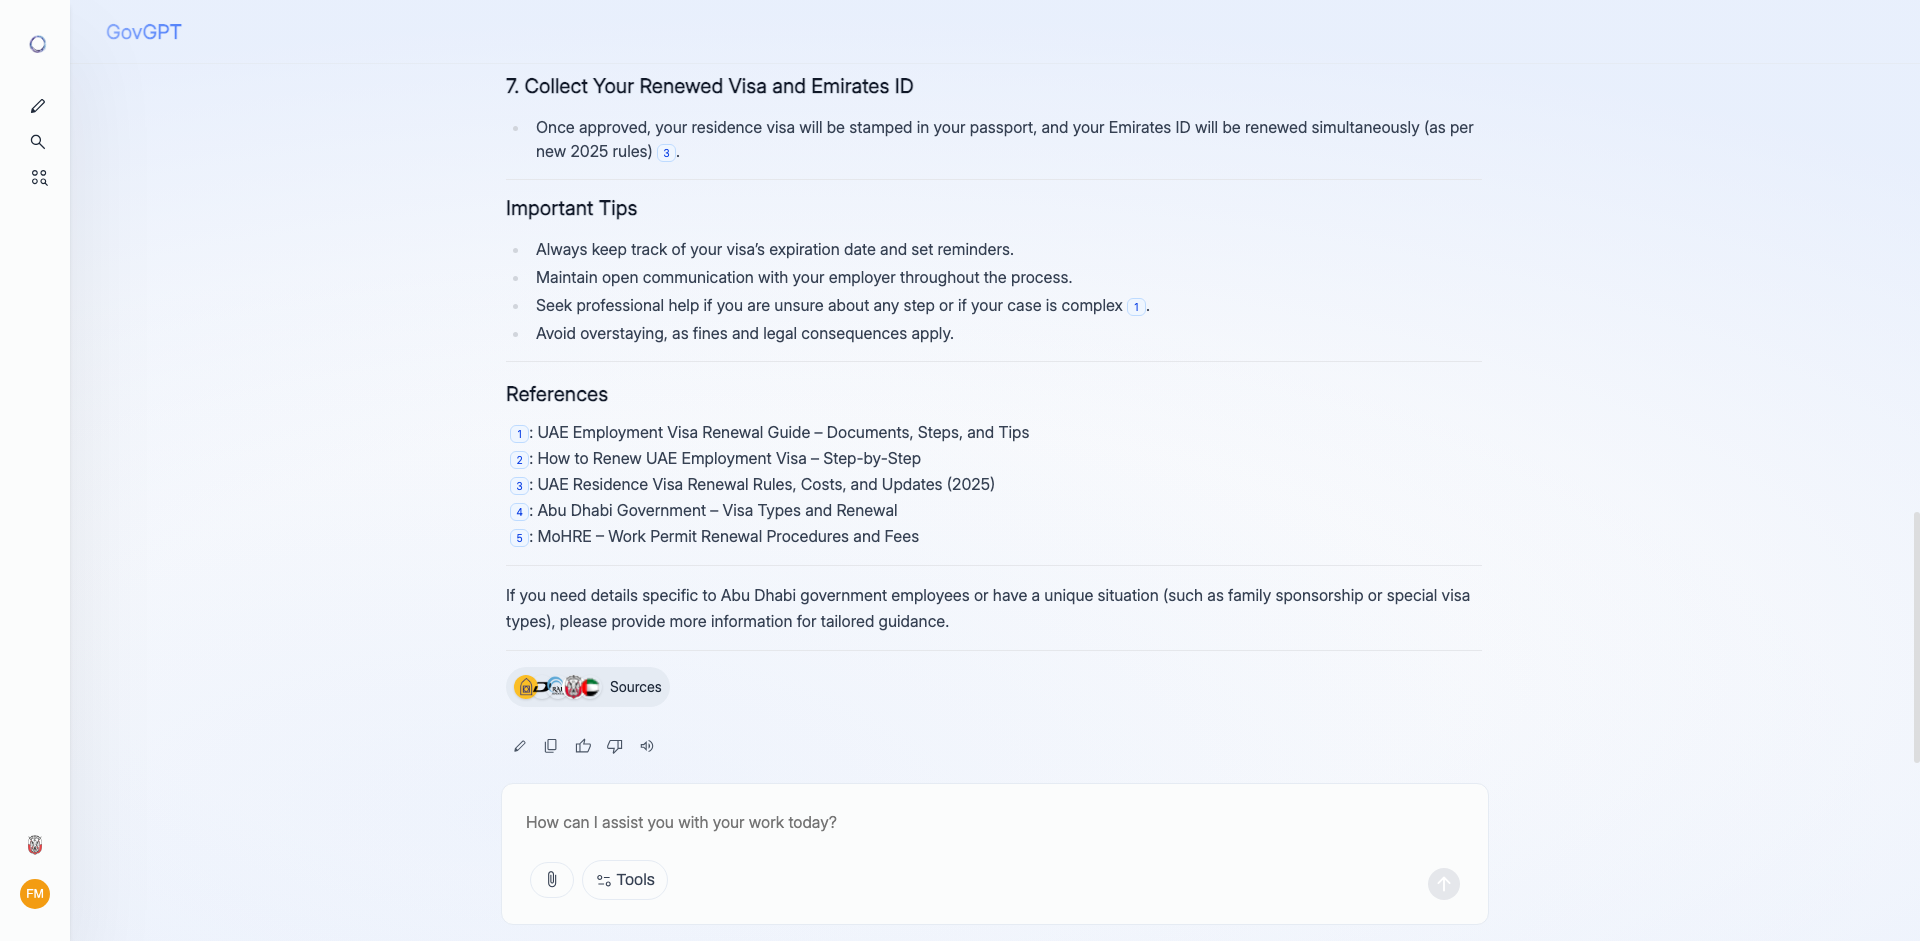 GovGPT
7. Collect Your Renewed Visa and Emirates ID
Once approved, your residence visa will be stamped in your passport, and your Emirates ID will be renewed simultaneously (as per
new 2025 rules) 3.
Important Tips
Always keep track of your visa's expiration date and set reminders.
Maintain open communication with your employer throughout the process.
Seek professional help if you are unsure about any step or if your case is complex 1.
Avoid overstaying, as fines and legal consequences apply.
References
1: UAE Employment Visa Renewal Guide – Documents, Steps, and Tips
2: How to Renew UAE Employment Visa – Step-by-Step
3: UAE Residence Visa Renewal Rules, Costs, and Updates (2025)
4: Abu Dhabi Government – Visa Types and Renewal
5: MoHRE – Work Permit Renewal Procedures and Fees
If you need details specific to Abu Dhabi government employees or have a unique situation (such as family sponsorship or special visa
types), please provide more information for tailored guidance.
Sources
How can I assist you with your work today?
Tools
FM